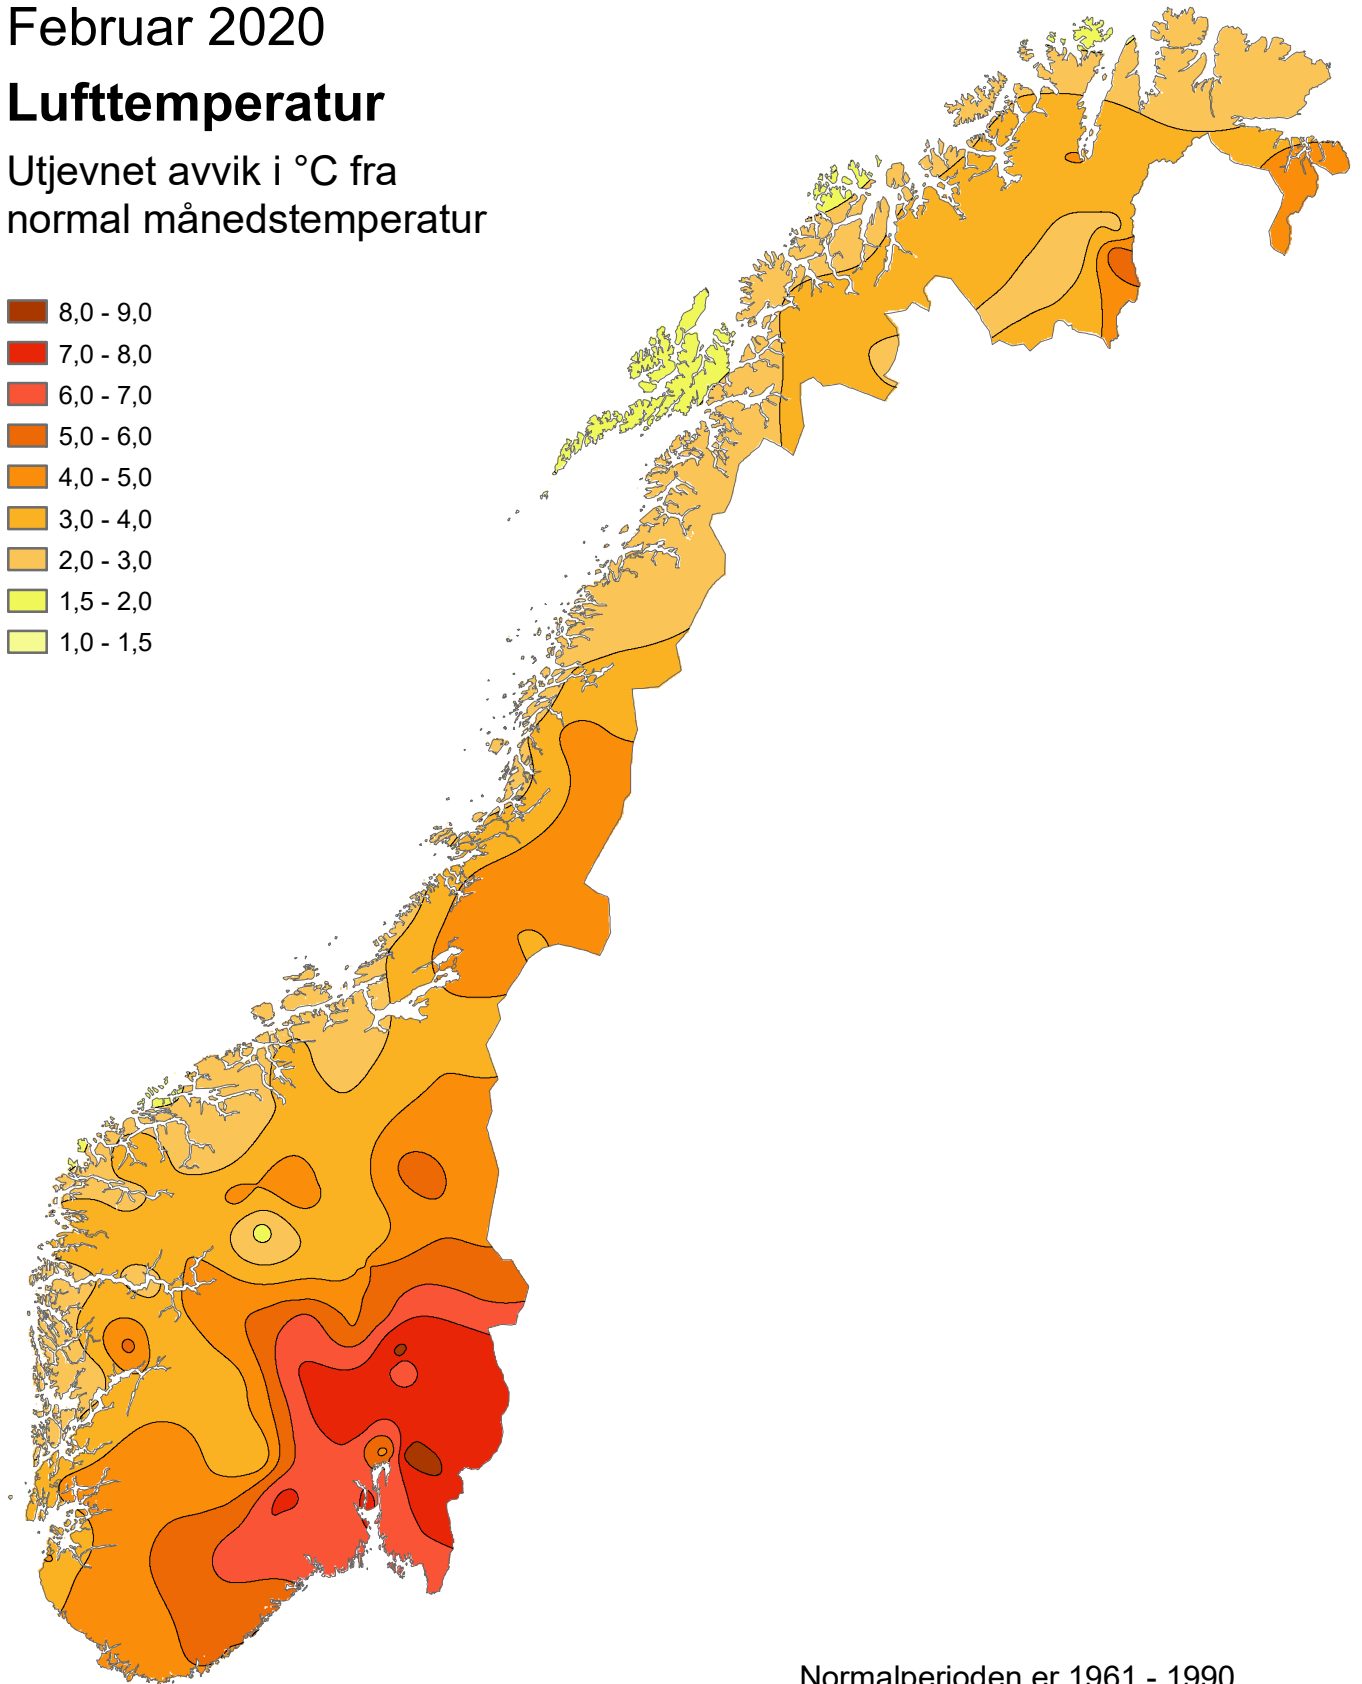 Februar 2020
Lufttemperatur
Utjevnet avvik i °C fra
normal månedstemperatur
8,0 - 9,0
7,0 - 8,0
6,0 - 7,0
5,0 - 6,0
4,0 - 5,0
3,0 - 4,0
2,0 - 3,0
1,5 - 2,0
1,0 - 1,5
Normalperioden er 1961 - 1990